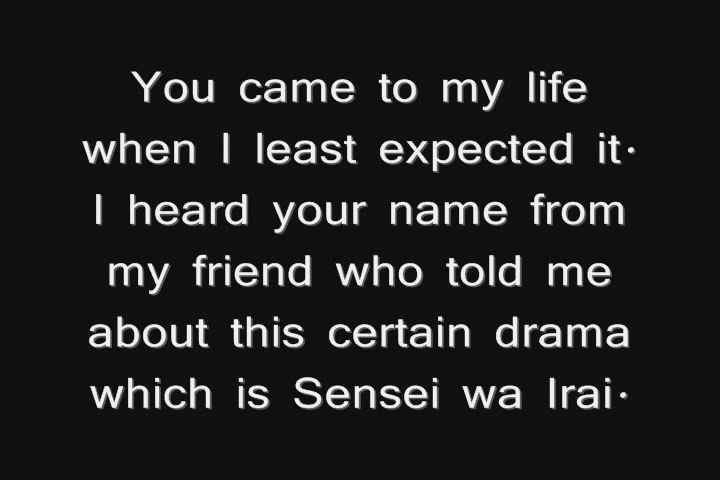 You came to my life
when I least expected it·
I heard your name from
my friend who told me
about this certain drama
which is Sensei wa Irai·